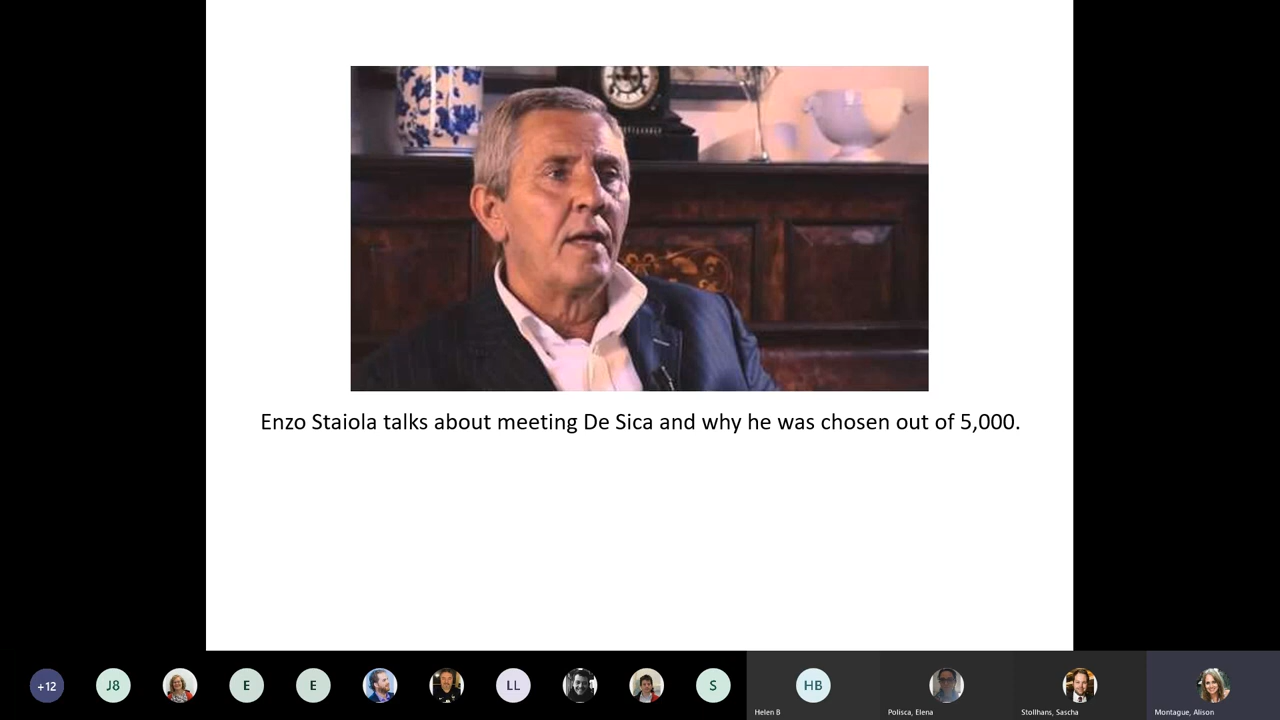 Enzo Staiola talks about meeting De Sica and why he was chosen out of 5,000.
+12
J8
E
E
LL
S
HB
Helen B
Polisca, Elena
Stollhans, Sascha
Montague, Alison